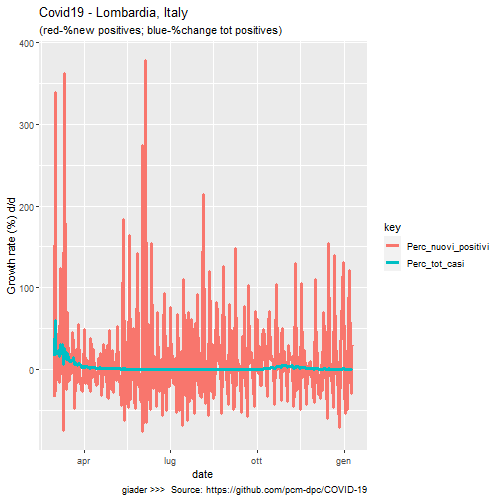 Covid19 - Lombardia, Italy
(red-%new positives; blue-%change tot positives)
Growth rate (%) d/d
400
300
200
100
0
apr
lug
ott
gen
date
key
Perc_nuovi_positivi
Perc_tot_casi
giader >>> Source: https://github.com/pcm-dpc/COVID-19